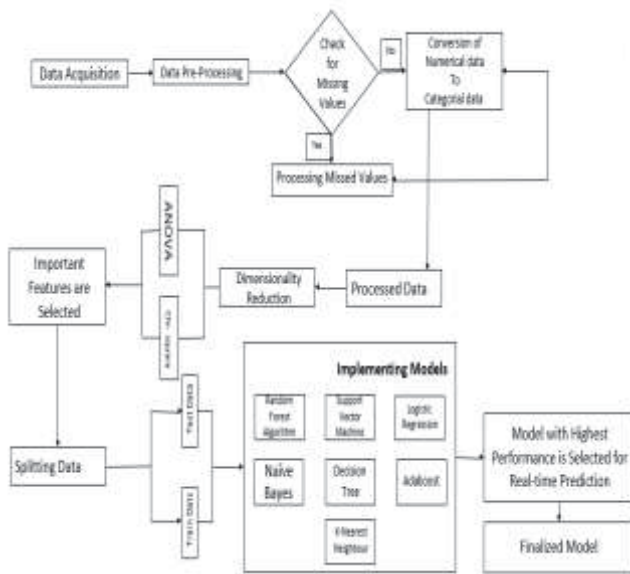 Data Acquisition
Data Pre-Processing
Check
for
Missing
Values
No
Conversion of
Numerical data
To
Categorial data
Yes
Processing Missed Values
Processed Data
Dimensionality
Reduction
ANOVA
Important
Features are
Selected
Splitting Data
Test Data
Train Data
Implementing Models
Random
Forest
Algorithm
Support
Vector
Machine
Logistic
Regression
Naïve
Bayes
Decision
Tree
Adaboost
K-Nearest
Neighbour
Model with Highest
Performance is Selected for
Real-time Prediction
Finalized Model